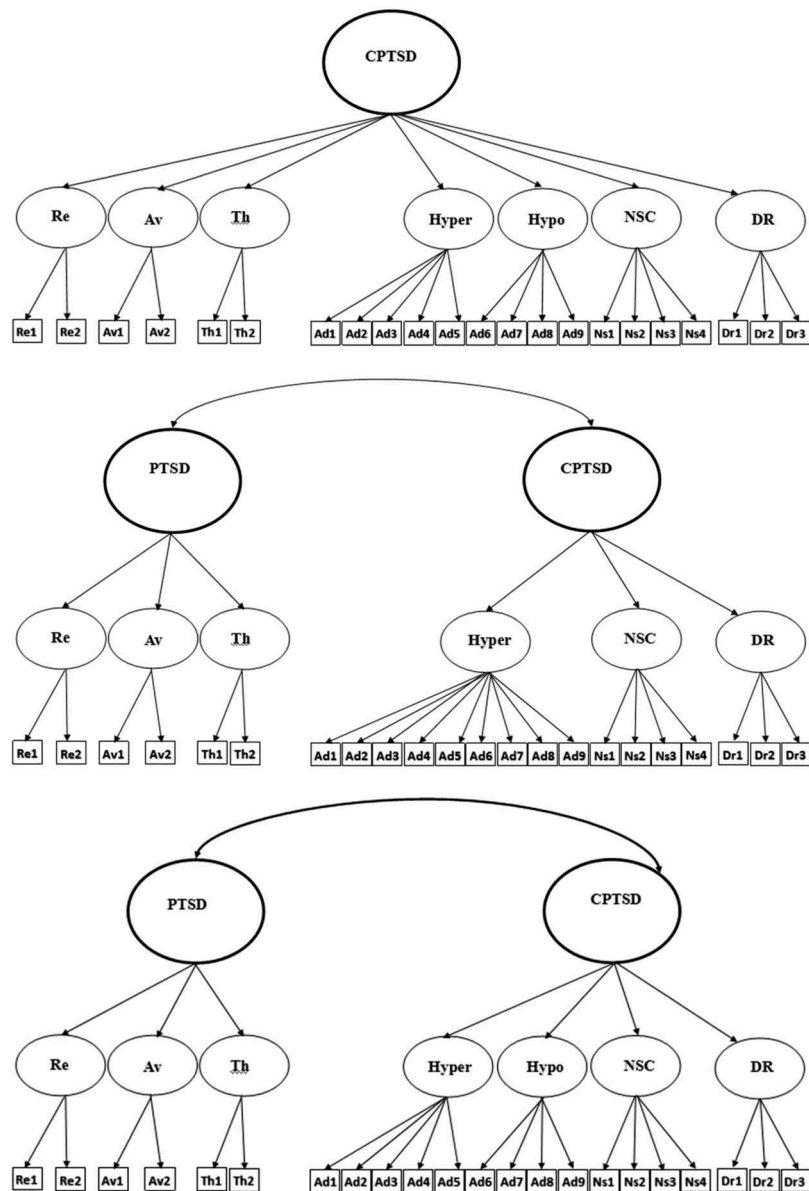 CPTSD
Re Av Th Hyper Hypo NSC DR
Re1 Re2 Av1 Av2 Th1 Th2 Ad1 Ad2 Ad3 Ad4 Ad5 Ad6 Ad7 Ad8 Ad9 Ns1 Ns2 Ns3 Ns4 Dr1 Dr2 Dr3
PTSD CPTSD
Re Av Th Hyper NSC DR
Re1 Re2 Av1 Av2 Th1 Th2 Ad1 Ad2 Ad3 Ad4 Ad5 Ad6 Ad7 Ad8 Ad9 Ns1 Ns2 Ns3 Ns4 Dr1 Dr2 Dr3
PTSD CPTSD
Re Av Th Hyper Hypo NSC DR
Re1 Re2 Av1 Av2 Th1 Th2 Ad1 Ad2 Ad3 Ad4 Ad5 Ad6 Ad7 Ad8 Ad9 Ns1 Ns2 Ns3 Ns4 Dr1 Dr2 Dr3